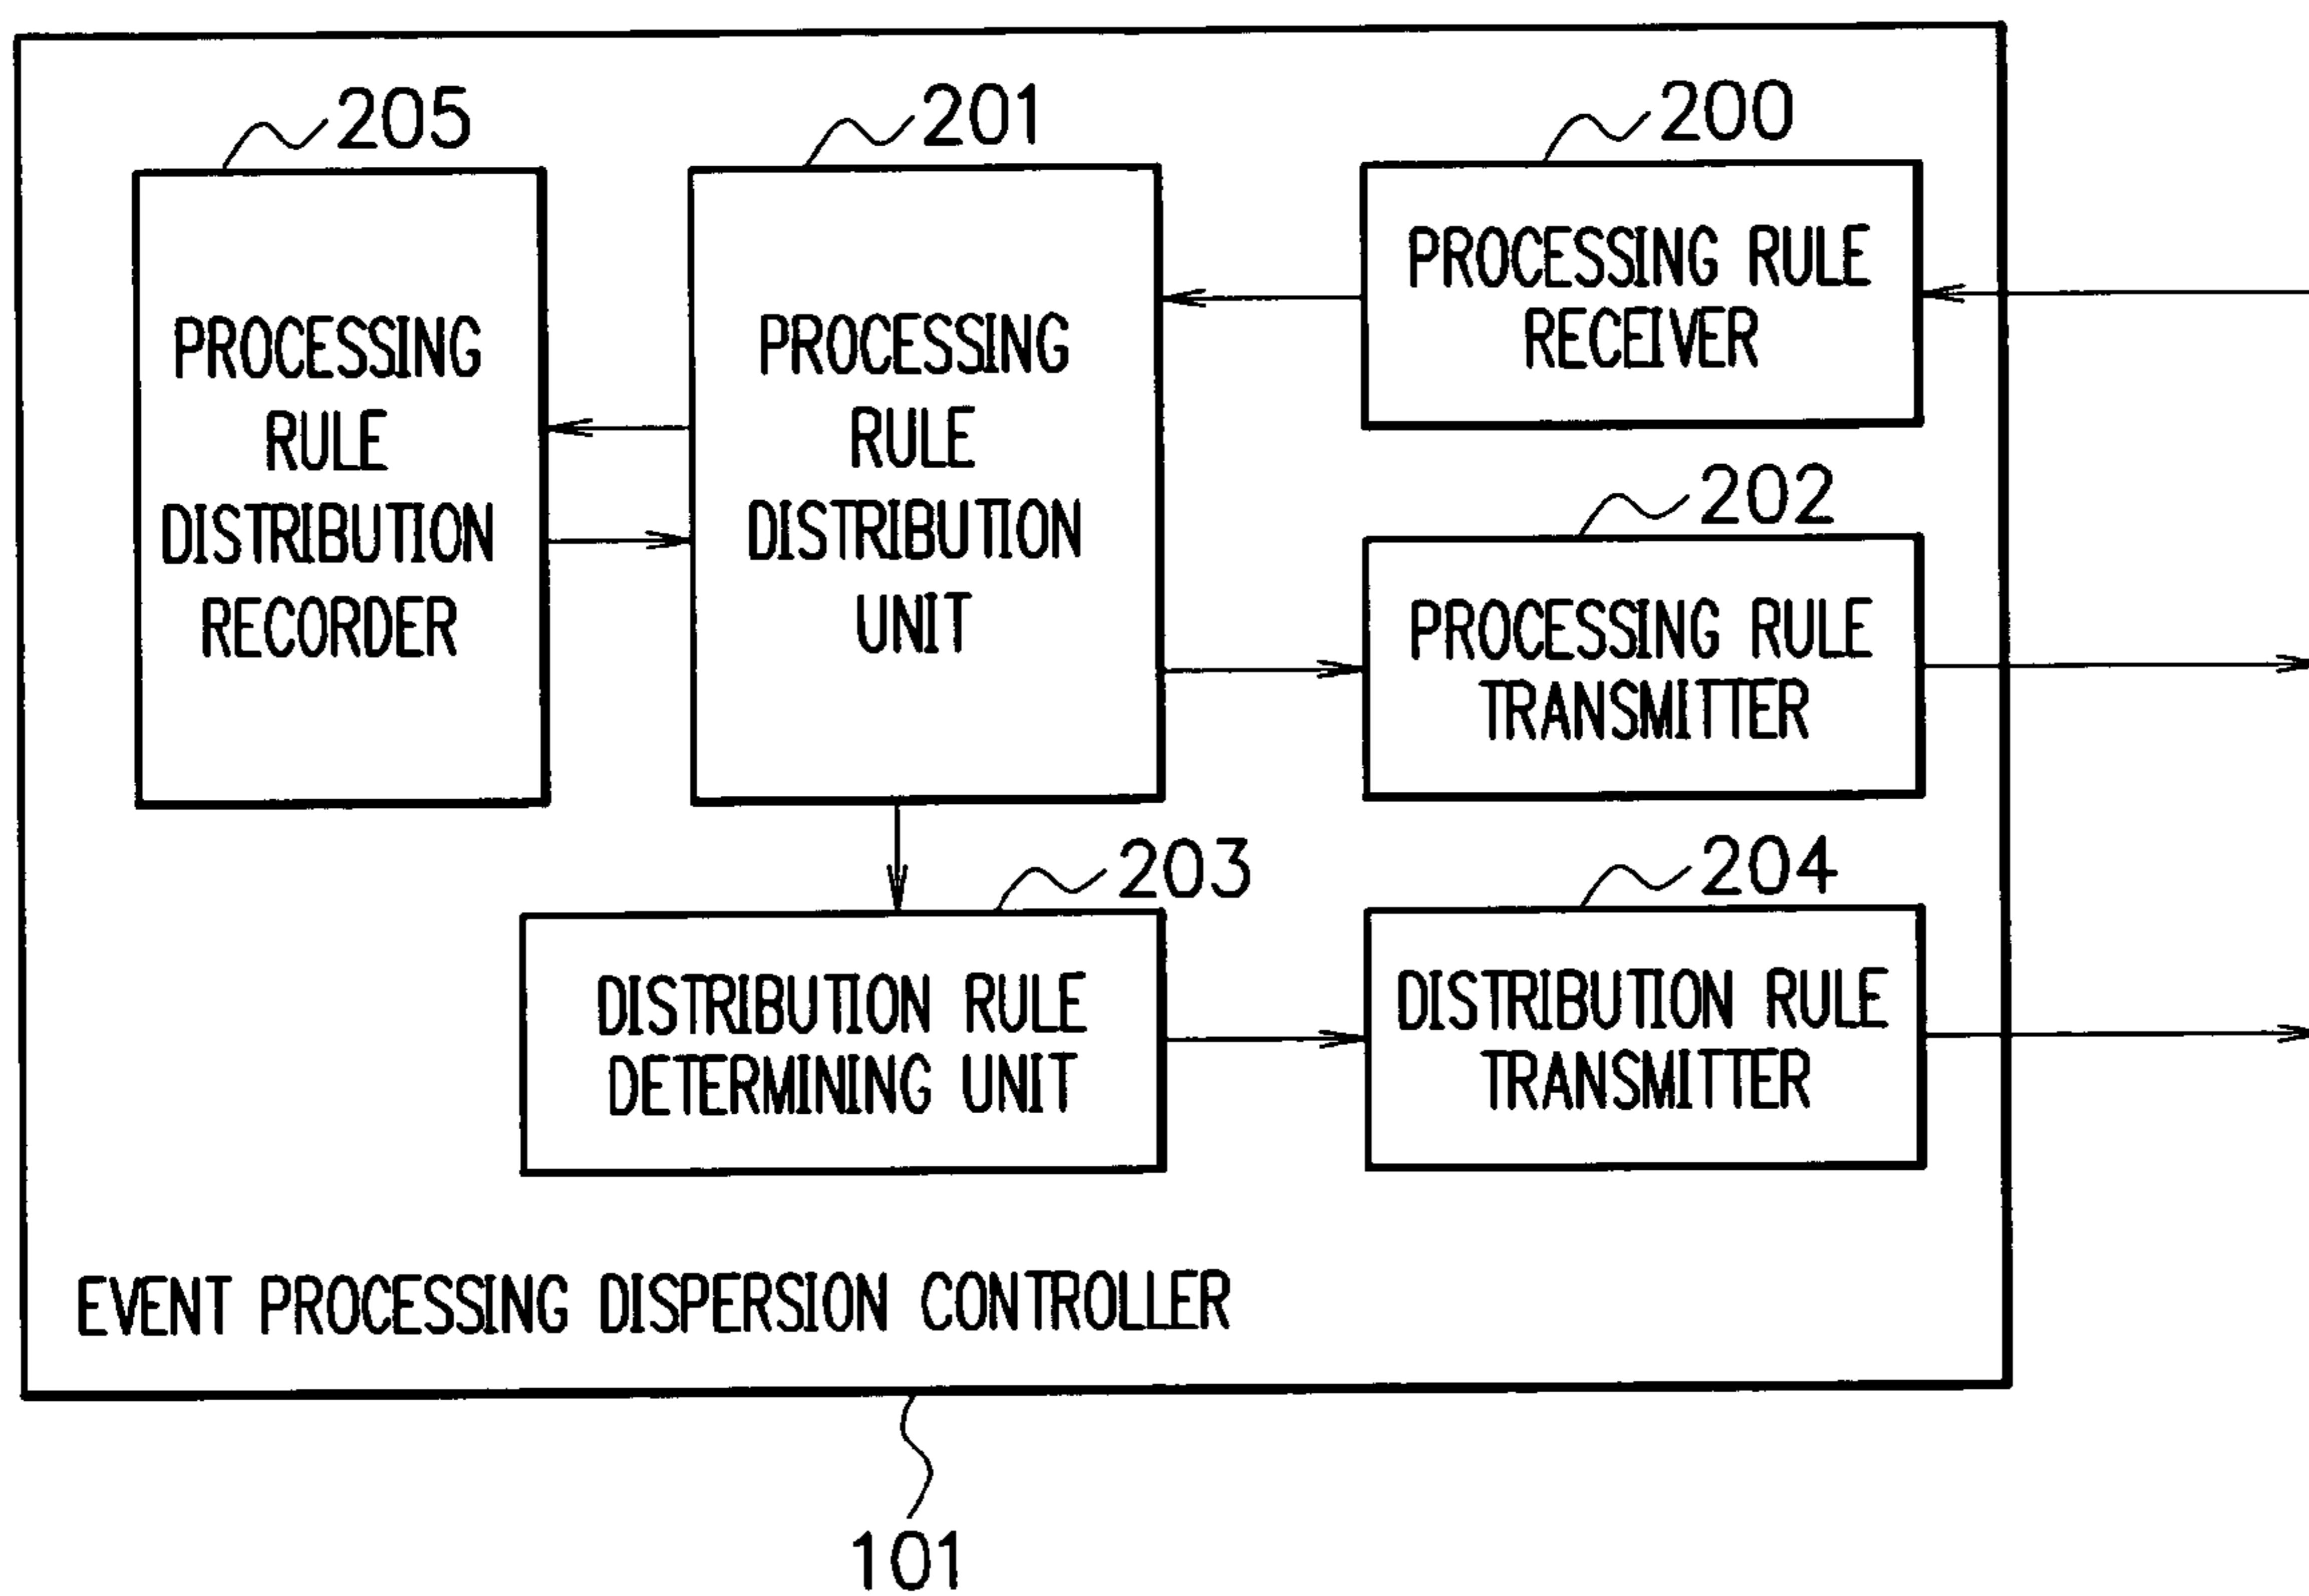 205
PROCESSING
RULE
DISTRIBUTION
RECORDER
201
PROCESSING
RULE
DISTRIBUTION
UNIT
200
PROCESSING RULE
RECEIVER
202
PROCESSING RULE
TRANSMITTER
203
DISTRIBUTION RULE
DETERMINING UNIT
204
DISTRIBUTION RULE
TRANSMITTER
EVENT PROCESSING DISPERSION CONTROLLER
101